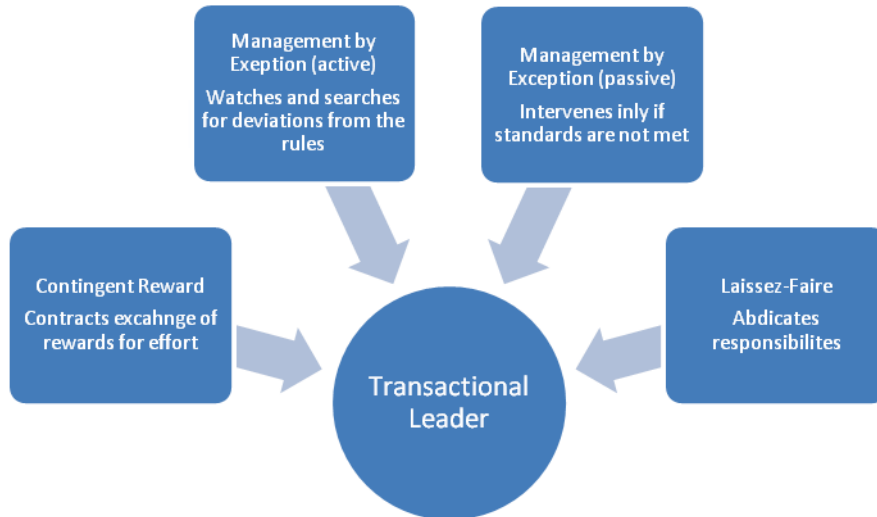 Management by
Exeption (active)
Watches and searches
for deviations from the
rules
Management by
Exception (passive)
Intervenes inly if
standards are not met
Contingent Reward
Contracts excahnge of
rewards for effort
Laissez-Faire
Abdicates
responsibilites
Transactional
Leader